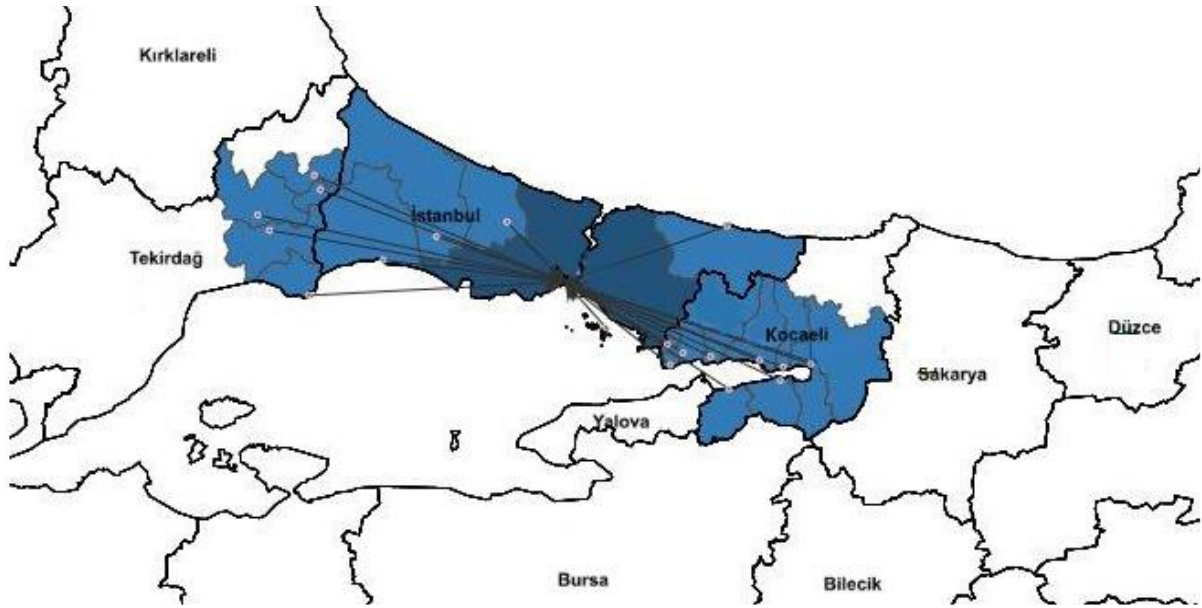 Kırklareli
İstanbul
Tekirdağ
Kocaeli
Düzce
Sakarya
Yalova
Bursa
Bilecik